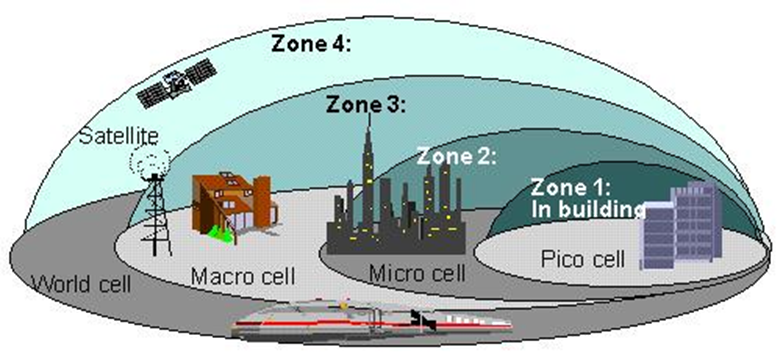 Zone 4:
Zone 3:
Satellite
Zone 2:
Zone 1:
In building
World cell
Macro cell
Micro cell
Pico cell